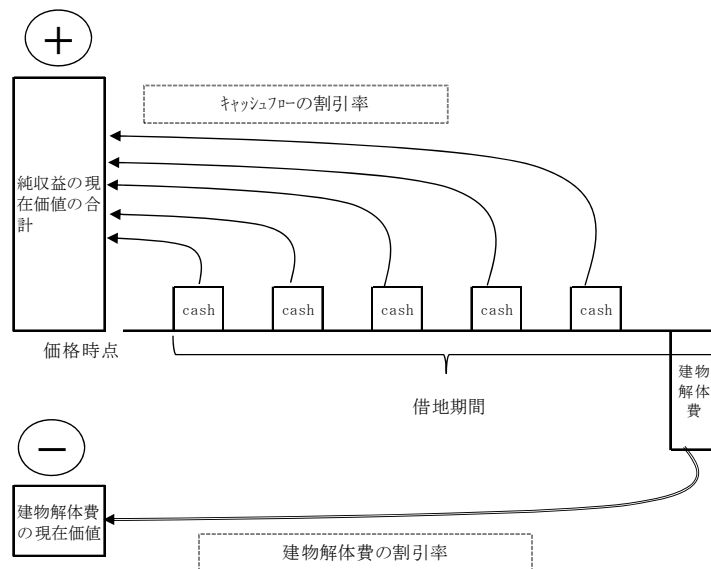 ＋
ｷｬｯｼｭﾌﾛｰの割引率
純収益の現
在価値の合
計
cash
cash
cash
cash
cash
価格時点
借地期間
建物
解体
費
－
建物解体費
の現在価値
建物解体費の割引率